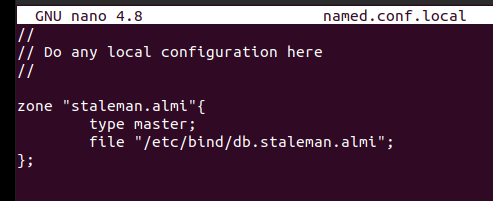 GNU nano 4.8 named.conf.local
//
// Do any local configuration here
//
zone "staleman.almi"{
type master;
file "/etc/bind/db.staleman.almi";
};